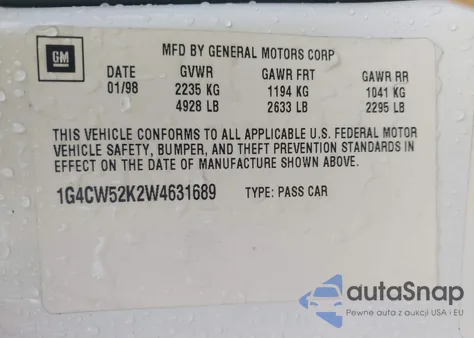 GM
MFD BY GENERAL MOTORS CORP
DATE GVWR GAWR FRT GAWR RR
01/98 2235 KG 1194 KG 1041 KG
4928 LB 2633 LB 2295 LB
THIS VEHICLE CONFORMS TO ALL APPLICABLE U.S. FEDERAL MOTOR
VEHICLE SAFETY, BUMPER, AND THEFT PREVENTION STANDARDS IN
EFFECT ON THE DATE OF MANUFACTURE SHOWN ABOVE.
1G4CW52K2W4631689 TYPE: PASS CAR
autoSnap
Pewne auta z aukcji USA i EU